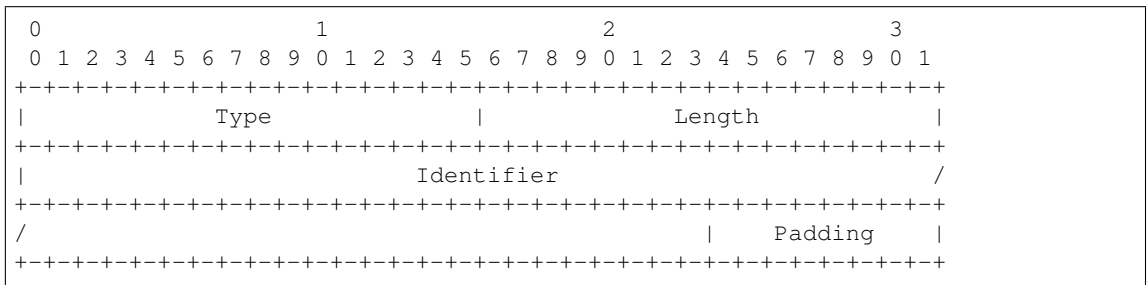 0                   1                   2                   3
 0 1 2 3 4 5 6 7 8 9 0 1 2 3 4 5 6 7 8 9 0 1 2 3 4 5 6 7 8 9 0 1
+-+-+-+-+-+-+-+-+-+-+-+-+-+-+-+-+-+-+-+-+-+-+-+-+-+-+-+-+-+-+-+-+
|             Type              |             Length            |
+-+-+-+-+-+-+-+-+-+-+-+-+-+-+-+-+-+-+-+-+-+-+-+-+-+-+-+-+-+-+-+-+
|                           Identifier                          /
+-+-+-+-+-+-+-+-+-+-+-+-+-+-+-+-+-+-+-+-+-+-+-+-+-+-+-+-+-+-+-+-+
/                                               |    Padding    |
+-+-+-+-+-+-+-+-+-+-+-+-+-+-+-+-+-+-+-+-+-+-+-+-+-+-+-+-+-+-+-+-+